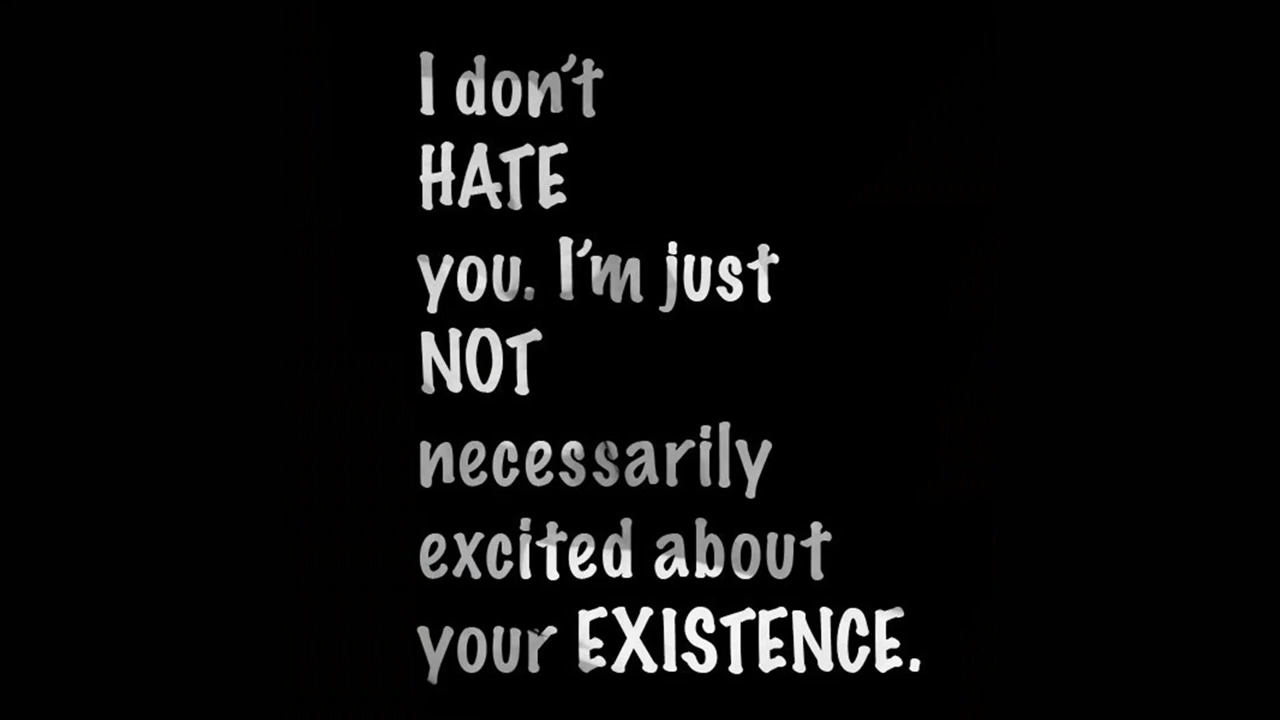 I don’t
HATE
you. I’m just
NOT
necessarily
excited about
your EXISTENCE.